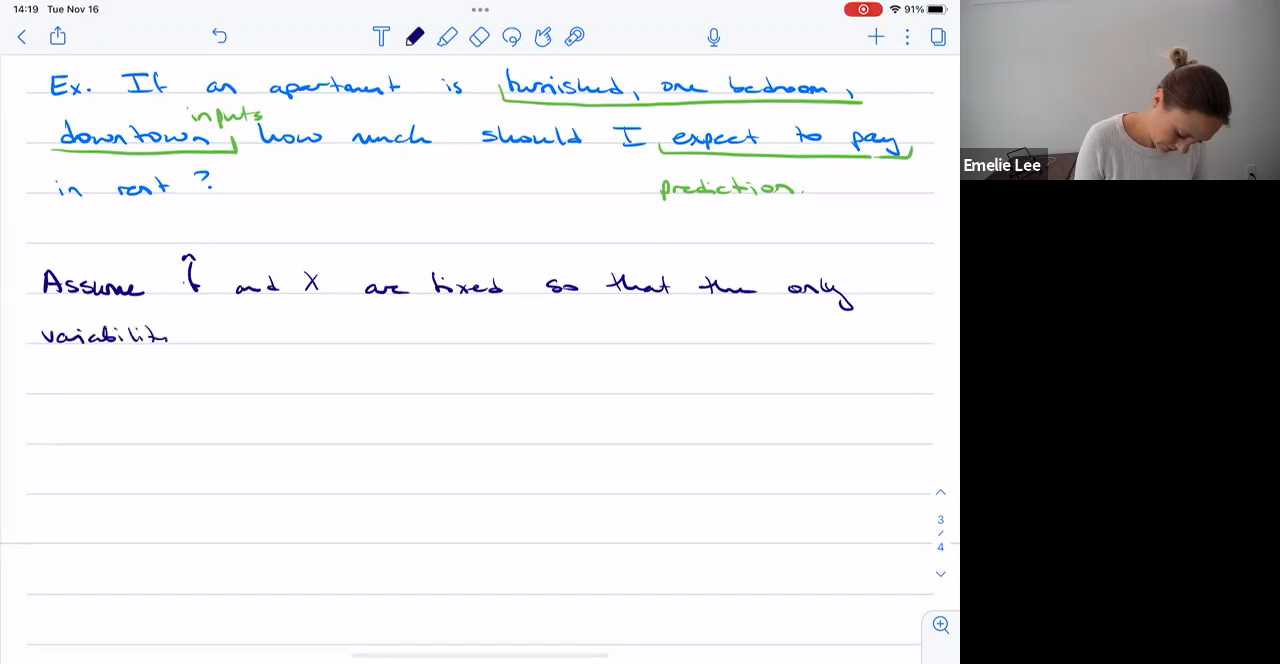 14:19 Tue Nov 16
91%
Ex. If an apartment is furnished, one bedroom,
inputs
downtown, how much should I expect to pay
in rent?
prediction.
Assume f̂ and X are fixed so that the only
variability
3
/
4
Emelie Lee